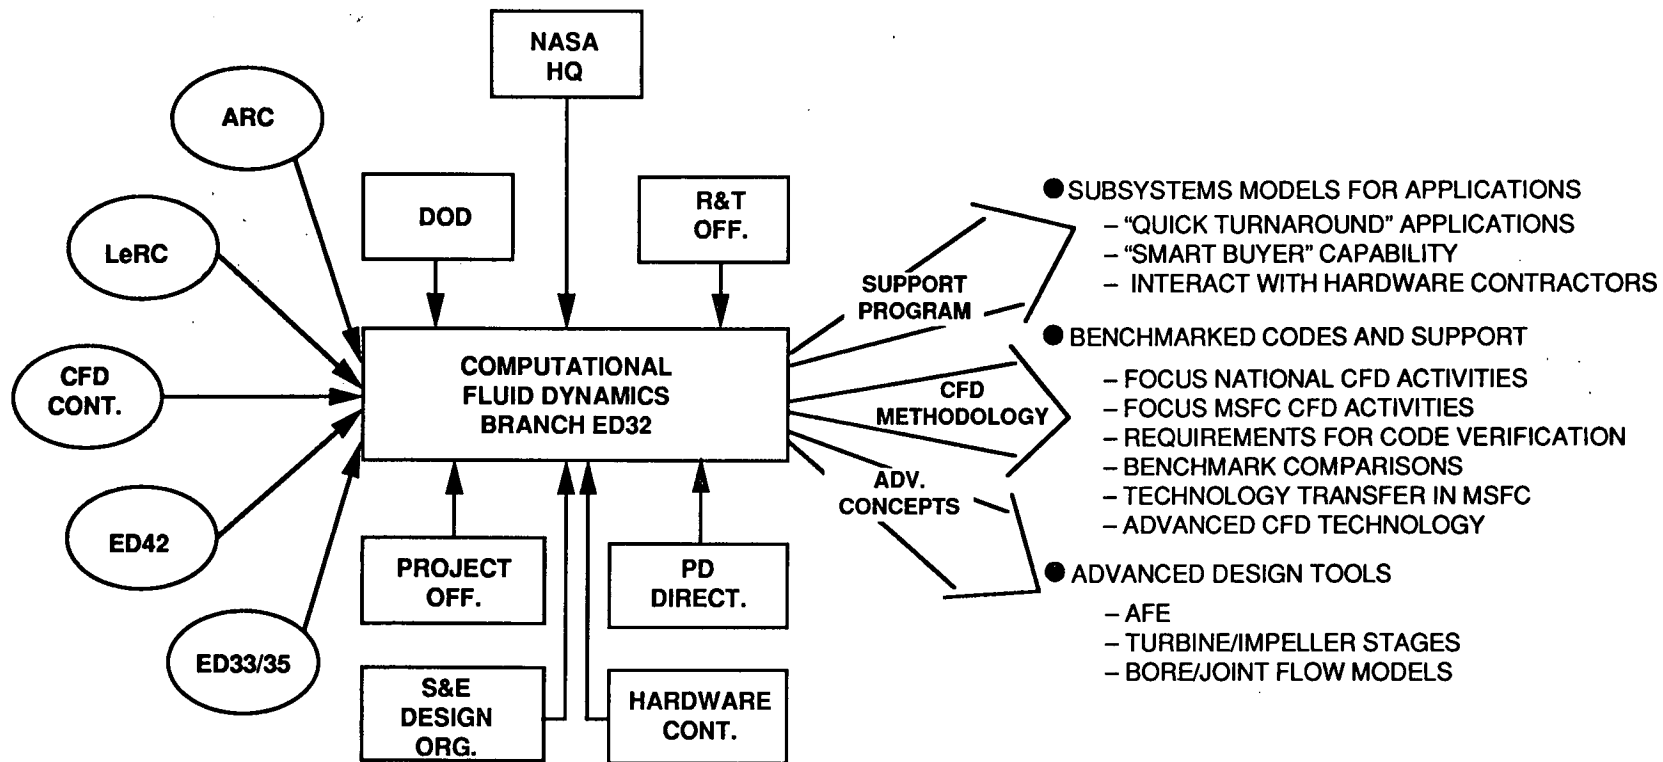 NASA
HQ
ARC
DOD
R&T
OFF.
LeRC
CFD
CONT.
ED42
ED33/35
COMPUTATIONAL
FLUID DYNAMICS
BRANCH ED32
PROJECT
OFF.
PD
DIRECT.
S&E
DESIGN
ORG.
HARDWARE
CONT.
SUPPORT
PROGRAM
CFD
METHODOLOGY
ADV.
CONCEPTS
● SUBSYSTEMS MODELS FOR APPLICATIONS
– “QUICK TURNAROUND” APPLICATIONS
– “SMART BUYER” CAPABILITY
– INTERACT WITH HARDWARE CONTRACTORS
● BENCHMARKED CODES AND SUPPORT
– FOCUS NATIONAL CFD ACTIVITIES
– FOCUS MSFC CFD ACTIVITIES
– REQUIREMENTS FOR CODE VERIFICATION
– BENCHMARK COMPARISONS
– TECHNOLOGY TRANSFER IN MSFC
– ADVANCED CFD TECHNOLOGY
● ADVANCED DESIGN TOOLS
– AFE
– TURBINE/IMPELLER STAGES
– BORE/JOINT FLOW MODELS